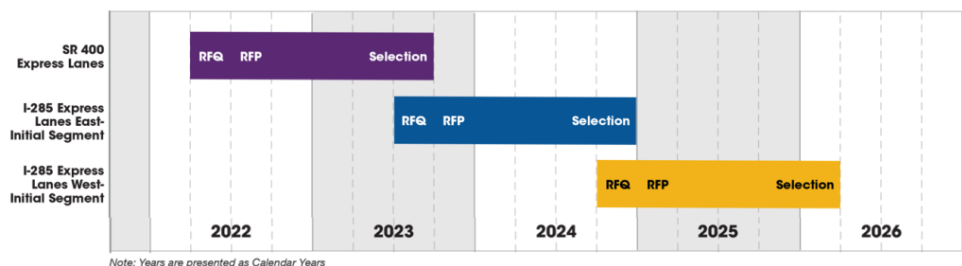 SR 400
Express Lanes
RFQ RFP Selection
I-285 Express
Lanes East-
Initial Segment
RFQ RFP Selection
I-285 Express
Lanes West-
Initial Segment
RFQ RFP Selection
2022 2023 2024 2025 2026
Note: Years are presented as Calendar Years